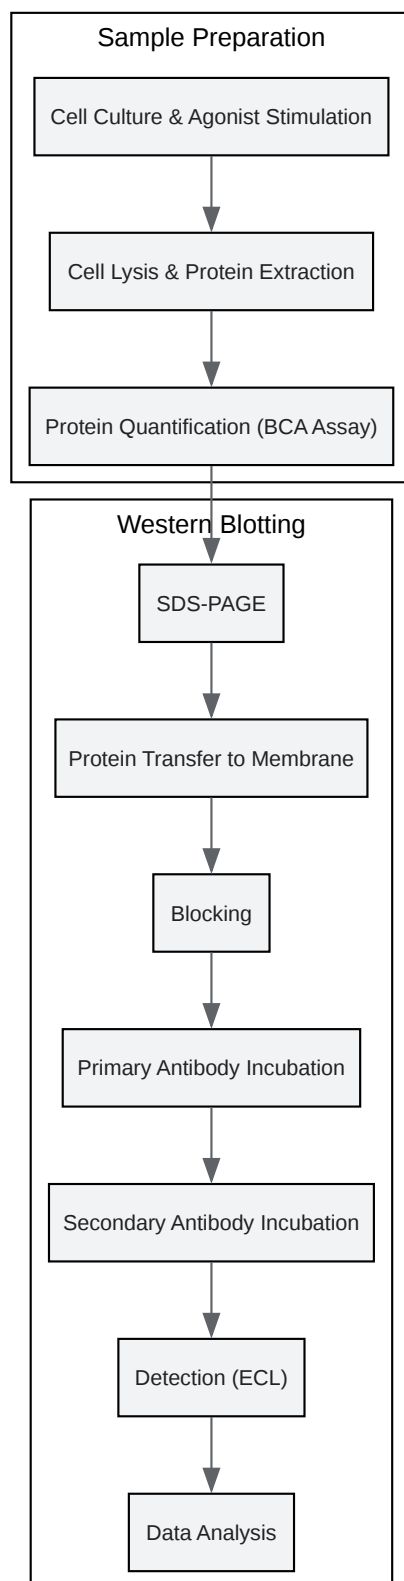 Sample Preparation
Cell Culture & Agonist Stimulation
Cell Lysis & Protein Extraction
Protein Quantification (BCA Assay)
Western Blotting
SDS-PAGE
Protein Transfer to Membrane
Blocking
Primary Antibody Incubation
Secondary Antibody Incubation
Detection (ECL)
Data Analysis